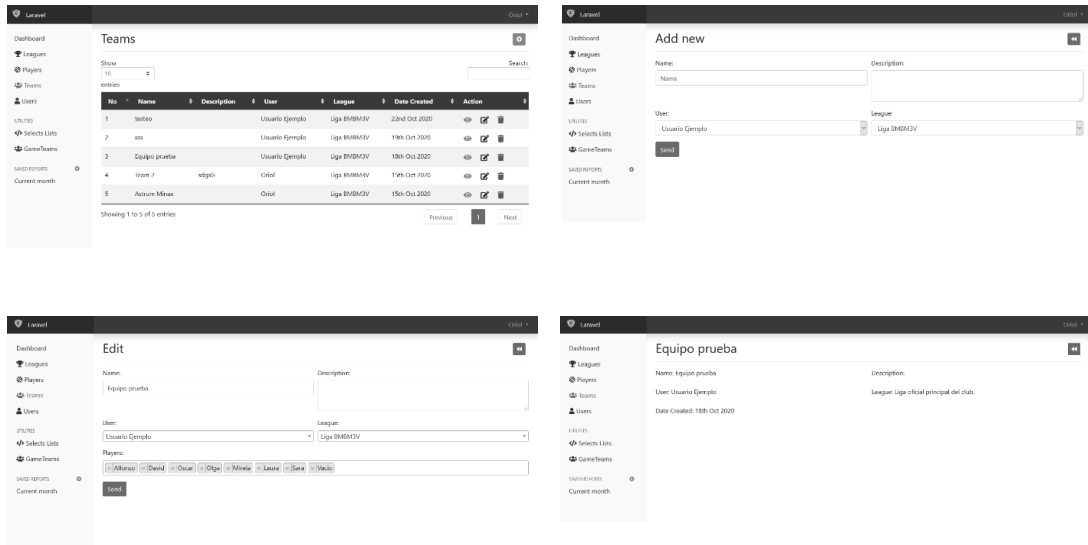 Laravel
Oriol
Dashboard
Leagues
Players
Teams
Users
UTILITIES
Selects Lists
GameTeams
SAVED REPORTS
Current month
Teams
Show
10
entries
Search:
No Name Description User League Date Created Action
1 testeo Usuario Ejemplo Liga BMBM3V 22nd Oct 2020
2 sss Usuario Ejemplo Liga BMBM3V 19th Oct 2020
3 Equipo prueba Usuario Ejemplo Liga BMBM3V 18th Oct 2020
4 Team 2 Oriol Liga BMBM3V 15th Oct 2020
5 Astrum Minax Oriol Liga BMBM3V 15th Oct 2020
Showing 1 to 5 of 5 entries
Previous 1 Next
Laravel
Oriol
Dashboard
Leagues
Players
Teams
Users
UTILITIES
Selects Lists
GameTeams
SAVED REPORTS
Current month
Add new
Name: Description:
Name
User: League:
Usuario Ejemplo Liga BMBM3V
Send
Laravel
Oriol
Dashboard
Leagues
Players
Teams
Users
UTILITIES
Selects Lists
GameTeams
SAVED REPORTS
Current month
Edit
Name: Description:
Equipo prueba
User: League:
Usuario Ejemplo Liga BMBM3V
Players:
× Alfonso × David × Oscar × Olga × Mireia × Laura × Sara × Vacio
Send
Laravel
Oriol
Dashboard
Leagues
Players
Teams
Users
UTILITIES
Selects Lists
GameTeams
SAVED REPORTS
Current month
Equipo prueba
Name: Equipo prueba Description:
User: Usuario Ejemplo League: Liga oficial principal del club.
Date Created: 18th Oct 2020